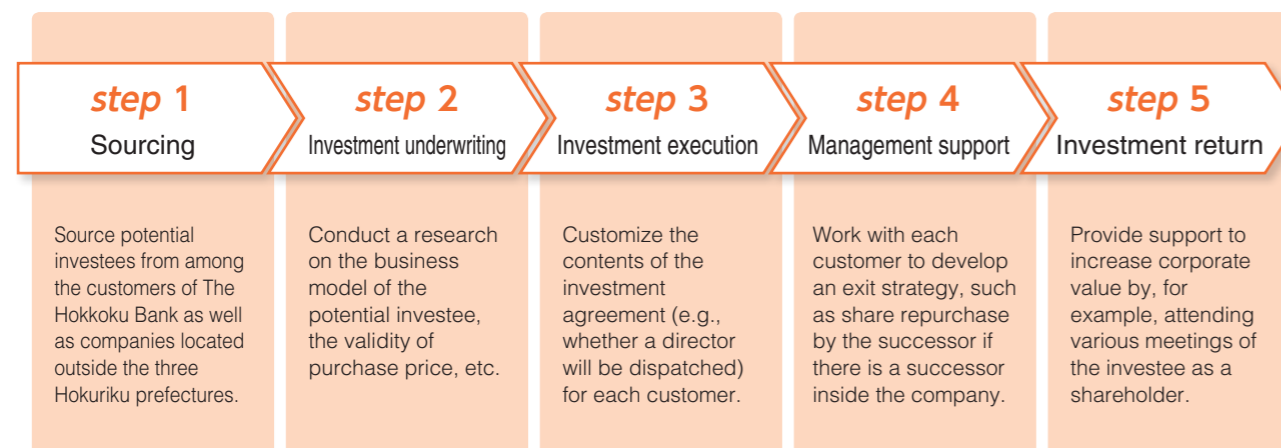 step 1
Sourcing
Source potential
investees from among
the customers of The
Hokkoku Bank as well
as companies located
outside the three
Hokuriku prefectures.
step 2
Investment underwriting
Conduct a research
on the business
model of the
potential investee,
the validity of
purchase price, etc.
step 3
Investment execution
Customize the
contents of the
investment
agreement (e.g.,
whether a director
will be dispatched)
for each customer.
step 4
Management support
Work with each
customer to develop
an exit strategy, such
as share repurchase
by the successor if
there is a successor
inside the company.
step 5
Investment return
Provide support to
increase corporate
value by, for
example, attending
various meetings of
the investee as a
shareholder.